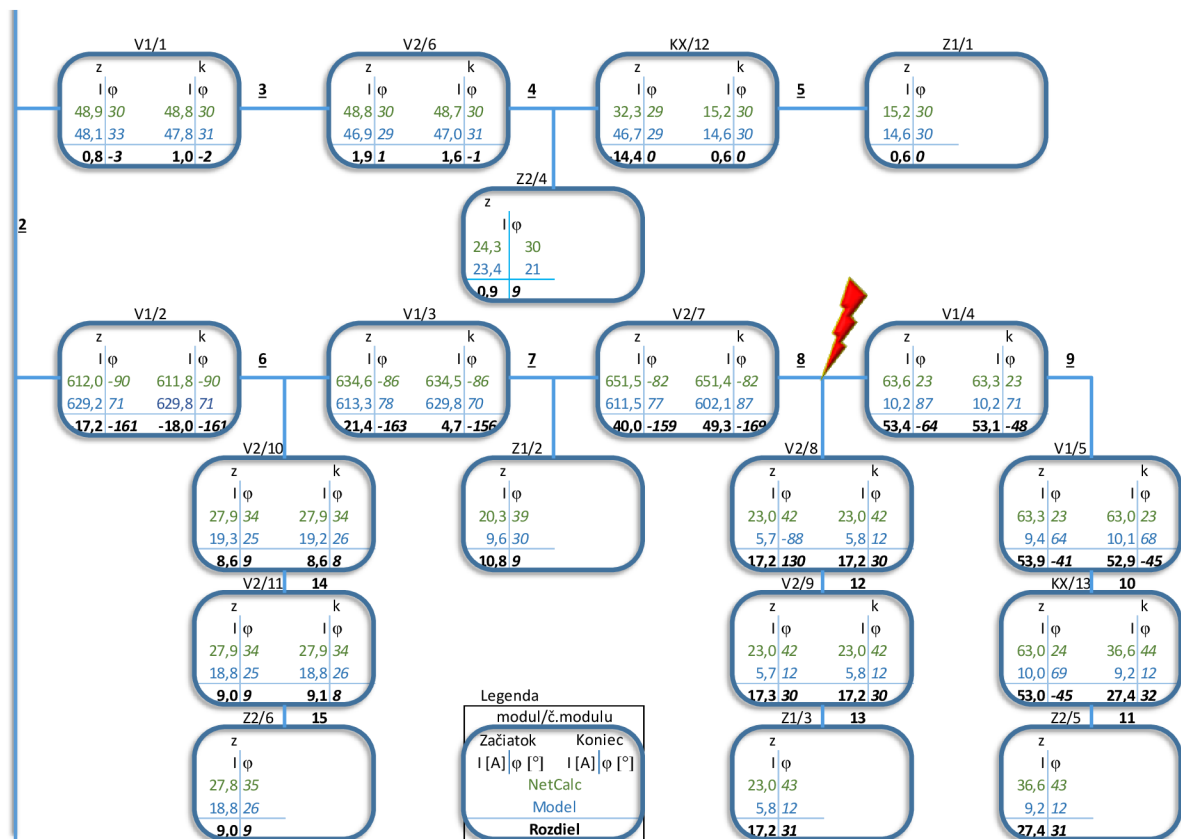 V1/1 V2/6 KX/12 Z1/1
z k z k z k z
I φ I φ I φ I φ I φ I φ I φ
48,9 30 48,8 30 48,8 30 48,7 30 32,3 29 15,2 30 15,2 30
48,1 33 47,8 31 46,9 29 47,0 31 46,7 29 14,6 30 14,6 30
0,8 -3 1,0 -2 1,9 1 1,6 -1 -14,4 0 0,6 0 0,6 0
3 4 5
Z2/4
z
I φ
24,3 30
23,4 21
0,9 9
2
V1/2 V1/3 V2/7 V1/4
z k z k z k z k
I φ I φ I φ I φ I φ I φ I φ I φ
612,0 -90 611,8 -90 634,6 -86 634,5 -86 651,5 -82 651,4 -82 63,6 23 63,3 23
629,2 71 629,8 71 613,3 78 629,8 70 611,5 77 602,1 87 10,2 87 10,2 71
17,2 -161 -18,0 -161 21,4 -163 4,7 -156 40,0 -159 49,3 -169 53,4 -64 53,1 -48
6 7 8 9
V2/10 Z1/2 V2/8 V1/5
z k z z k z k
I φ I φ I φ I φ I φ I φ I φ
27,9 34 27,9 34 20,3 39 23,0 42 23,0 42 63,3 23 63,0 23
19,3 25 19,2 26 9,6 30 5,7 -88 5,8 12 9,4 64 10,1 68
8,6 9 8,6 8 10,8 9 17,2 130 17,2 30 53,9 -41 52,9 -45
V2/11 14 V2/9 12 KX/13 10
z k z k z k
I φ I φ I φ I φ I φ I φ
27,9 34 27,9 34 23,0 42 23,0 42 63,0 24 36,6 44
18,8 25 18,8 26 5,7 12 5,8 12 10,0 69 9,2 12
9,0 9 9,1 8 17,3 30 17,2 30 53,0 -45 27,4 32
Z2/6 15 Z1/3 13 Z2/5 11
z z z
I φ I φ I φ
27,8 35 23,0 43 36,6 43
18,8 26 5,8 12 9,2 12
9,0 9 17,2 31 27,4 31
Legenda
modul/č.modulu
Začiatok Koniec
I [A] φ [°] I [A] φ [°]
NetCalc
Model
Rozdiel